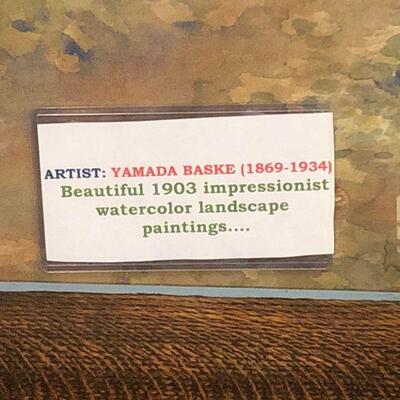 ARTIST: YAMADA BASKE (1869-1934)
Beautiful 1903 impressionist
watercolor landscape
paintings....